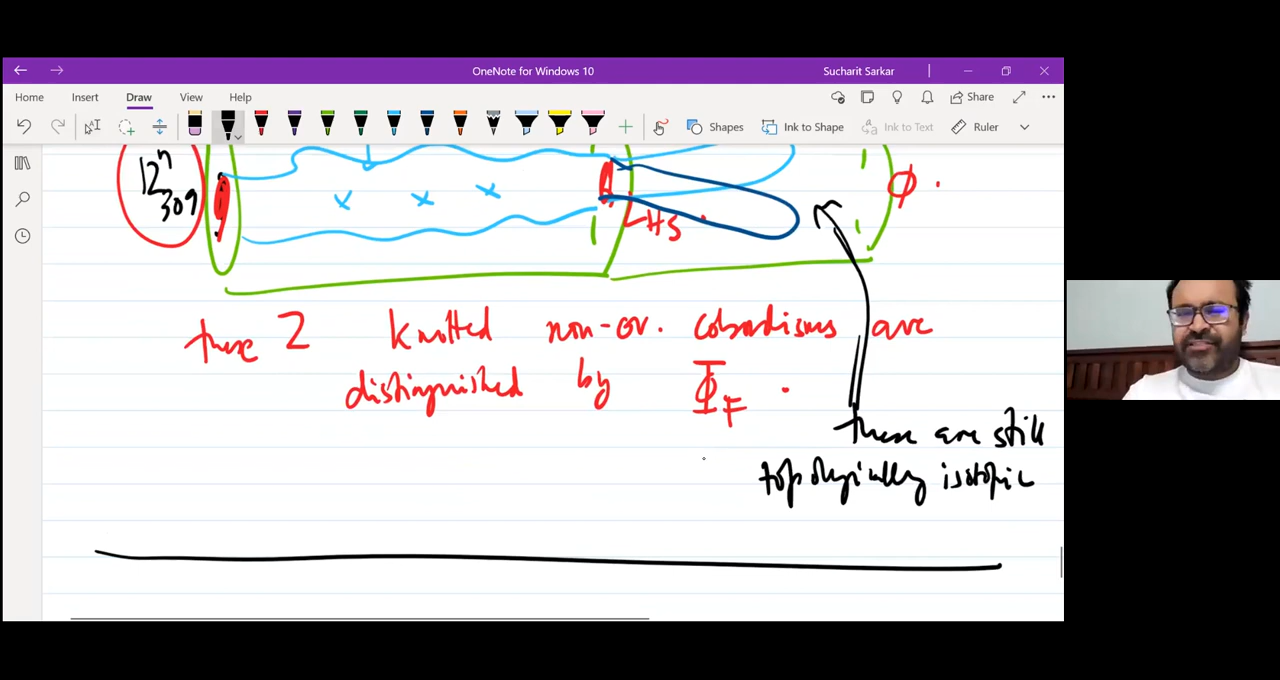 OneNote for Windows 10
Sucharit Sarkar
Home Insert Draw View Help
Share
Shapes
Ink to Shape
Ink to Text
Ruler
12n
309
HS
ϕ.
these 2 knotted non-or. cobordisms are
distinguished by Φ_F.
these are still
topologically isotopic